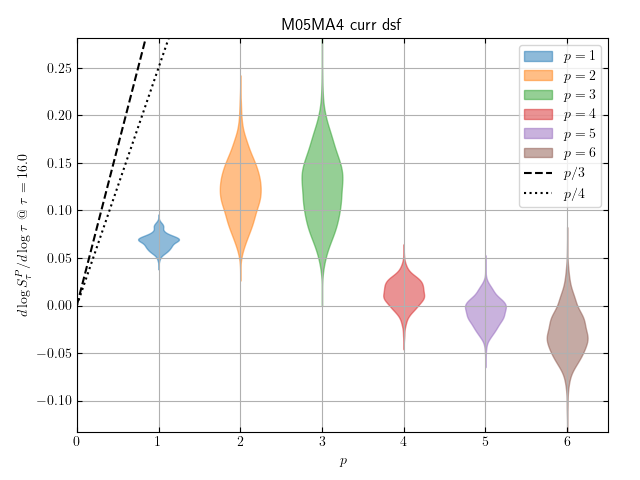 M05MA4 curr dsf
d log S_τ^p / d log τ @ τ = 16.0
0.25
0.20
0.15
0.10
0.05
0.00
−0.05
−0.10
0 1 2 3 4 5 6
p
p = 1
p = 2
p = 3
p = 4
p = 5
p = 6
p/3
p/4